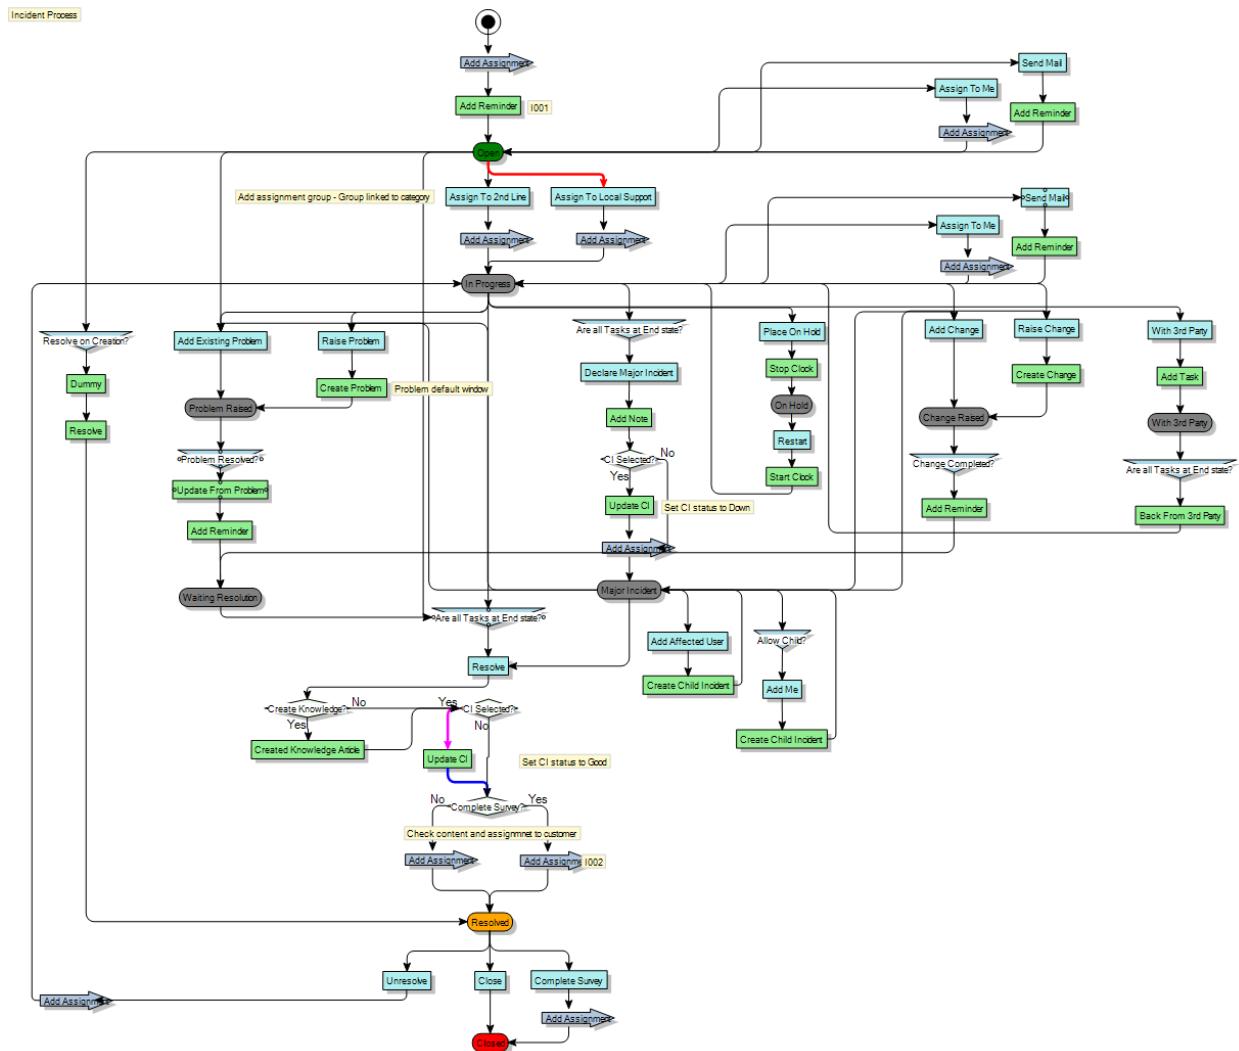 Incident Process
Add Assignment
Send Mail
Assign To Me
Add Reminder
I001
Add Reminder
Add Assignment
Open
Add assignment group - Group linked to category
Assign To 2nd Line
Assign To Local Support
Send Mail
Assign To Me
Add Assignment
Add Assignment
Add Reminder
Add Assignment
In Progress
Resolve on Creation?
Add Existing Problem
Raise Problem
Are all Tasks at End state?
Place On Hold
Add Change
Raise Change
With 3rd Party
Dummy
Create Problem
Problem default window
Declare Major Incident
Stop Clock
Create Change
Add Task
Problem Raised
On Hold
Change Raised
With 3rd Party
Resolve
Add Note
Restart
Problem Resolved?
CI Selected?
No
Yes
Change Completed?
Are all Tasks at End state?
Start Clock
Update From Problem
Update CI
Set CI status to Down
Add Reminder
Back From 3rd Party
Add Reminder
Add Assignment
Waiting Resolution
Major Incident
Are all Tasks at End state?
Add Affected User
Allow Child?
Resolve
Create Child Incident
Add Me
Create Knowledge?
No
Yes
CI Selected?
Yes
No
Created Knowledge Article
Create Child Incident
Update CI
Set CI status to Good
No
Complete Survey?
Yes
Check content and assignmnet to customer
Add Assignment
Add Assignme
I002
Resolved
Unresolve
Close
Complete Survey
Add Assignment
Add Assignment
Closed